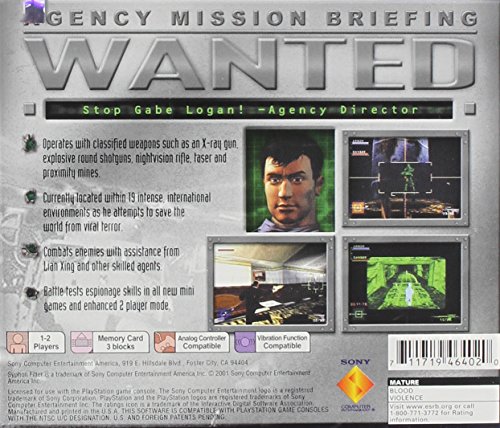 AGENCY MISSION BRIEFING
WANTED
Stop Gabe Logan! -Agency Director
Operates with classified weapons such as an X-ray gun,
explosive round shotguns, nightvision rifle, taser and
proximity mines.
Currently located within 19 intense, international
environments as he attempts to save the
world from viral terror.
Combats enemies with assistance from
Lian Xing and other skilled agents.
Battle-tests espionage skills in all new mini
games and enhanced 2 player mode.
1-2
Players
Memory Card
3 blocks
Analog Controller
Compatible
Vibration Function
Compatible
Sony Computer Entertainment America, 919 E. Hillsdale Blvd., Foster City, CA 94404
Syphon Filter is a trademark of Sony Computer Entertainment America Inc. © 2001 Sony Computer Entertainment
America Inc.
Licensed for use with the PlayStation game console. The Sony Computer Entertainment logo is a registered
trademark of Sony Corporation. PlayStation and the PlayStation logos are registered trademarks of Sony Computer
Entertainment Inc. The ratings icon is a trademark of the Interactive Digital Software Association.
Manufactured and printed in the U.S.A. THIS SOFTWARE IS COMPATIBLE WITH PLAYSTATION GAME CONSOLES
WITH THE NTSC U/C DESIGNATION. U.S. AND FOREIGN PATENTS PENDING.
SONY
COMPUTER
ENTERTAINMENT
7 11719 46402 0
MATURE
BLOOD
VIOLENCE
Visit www.esrb.org or call
1-800-771-3772 for Rating
Information.